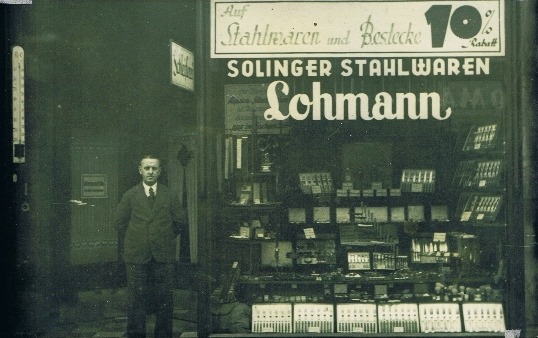 Auf
Stahlwaren und Bestecke 10%
Rabatt
SOLINGER STAHLWAREN
Lohmann